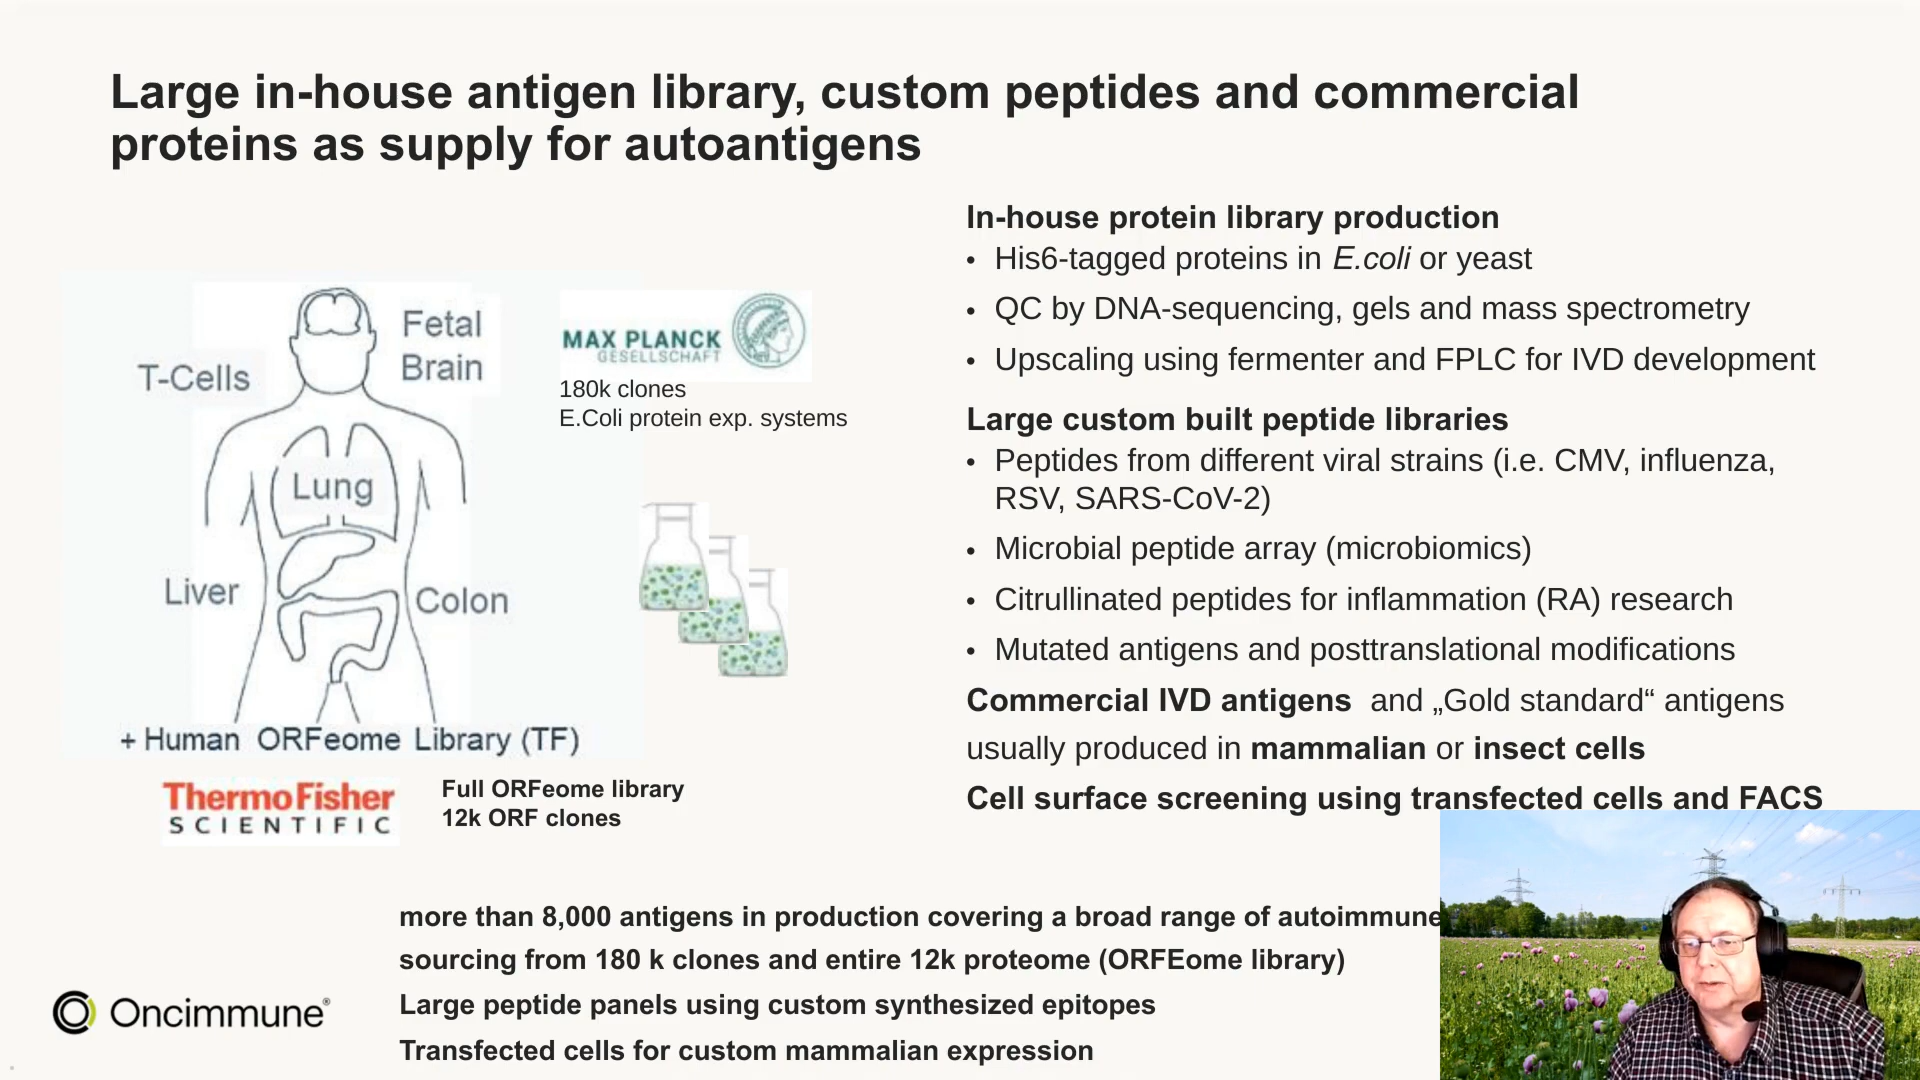 Large in-house antigen library, custom peptides and commercial
proteins as supply for autoantigens
T-Cells
Fetal
Brain
Lung
Liver
Colon
+ Human ORFeome Library (TF)
MAX PLANCK
GESELLSCHAFT
180k clones
E.Coli protein exp. systems
ThermoFisher
SCIENTIFIC
Full ORFeome library
12k ORF clones
In-house protein library production
• His6-tagged proteins in E.coli or yeast
• QC by DNA-sequencing, gels and mass spectrometry
• Upscaling using fermenter and FPLC for IVD development
Large custom built peptide libraries
• Peptides from different viral strains (i.e. CMV, influenza,
RSV, SARS-CoV-2)
• Microbial peptide array (microbiomics)
• Citrullinated peptides for inflammation (RA) research
• Mutated antigens and posttranslational modifications
Commercial IVD antigens and „Gold standard“ antigens
usually produced in mammalian or insect cells
Cell surface screening using transfected cells and FACS
more than 8,000 antigens in production covering a broad range of autoimmune
sourcing from 180 k clones and entire 12k proteome (ORFEome library)
Large peptide panels using custom synthesized epitopes
Transfected cells for custom mammalian expression
Oncimmune®